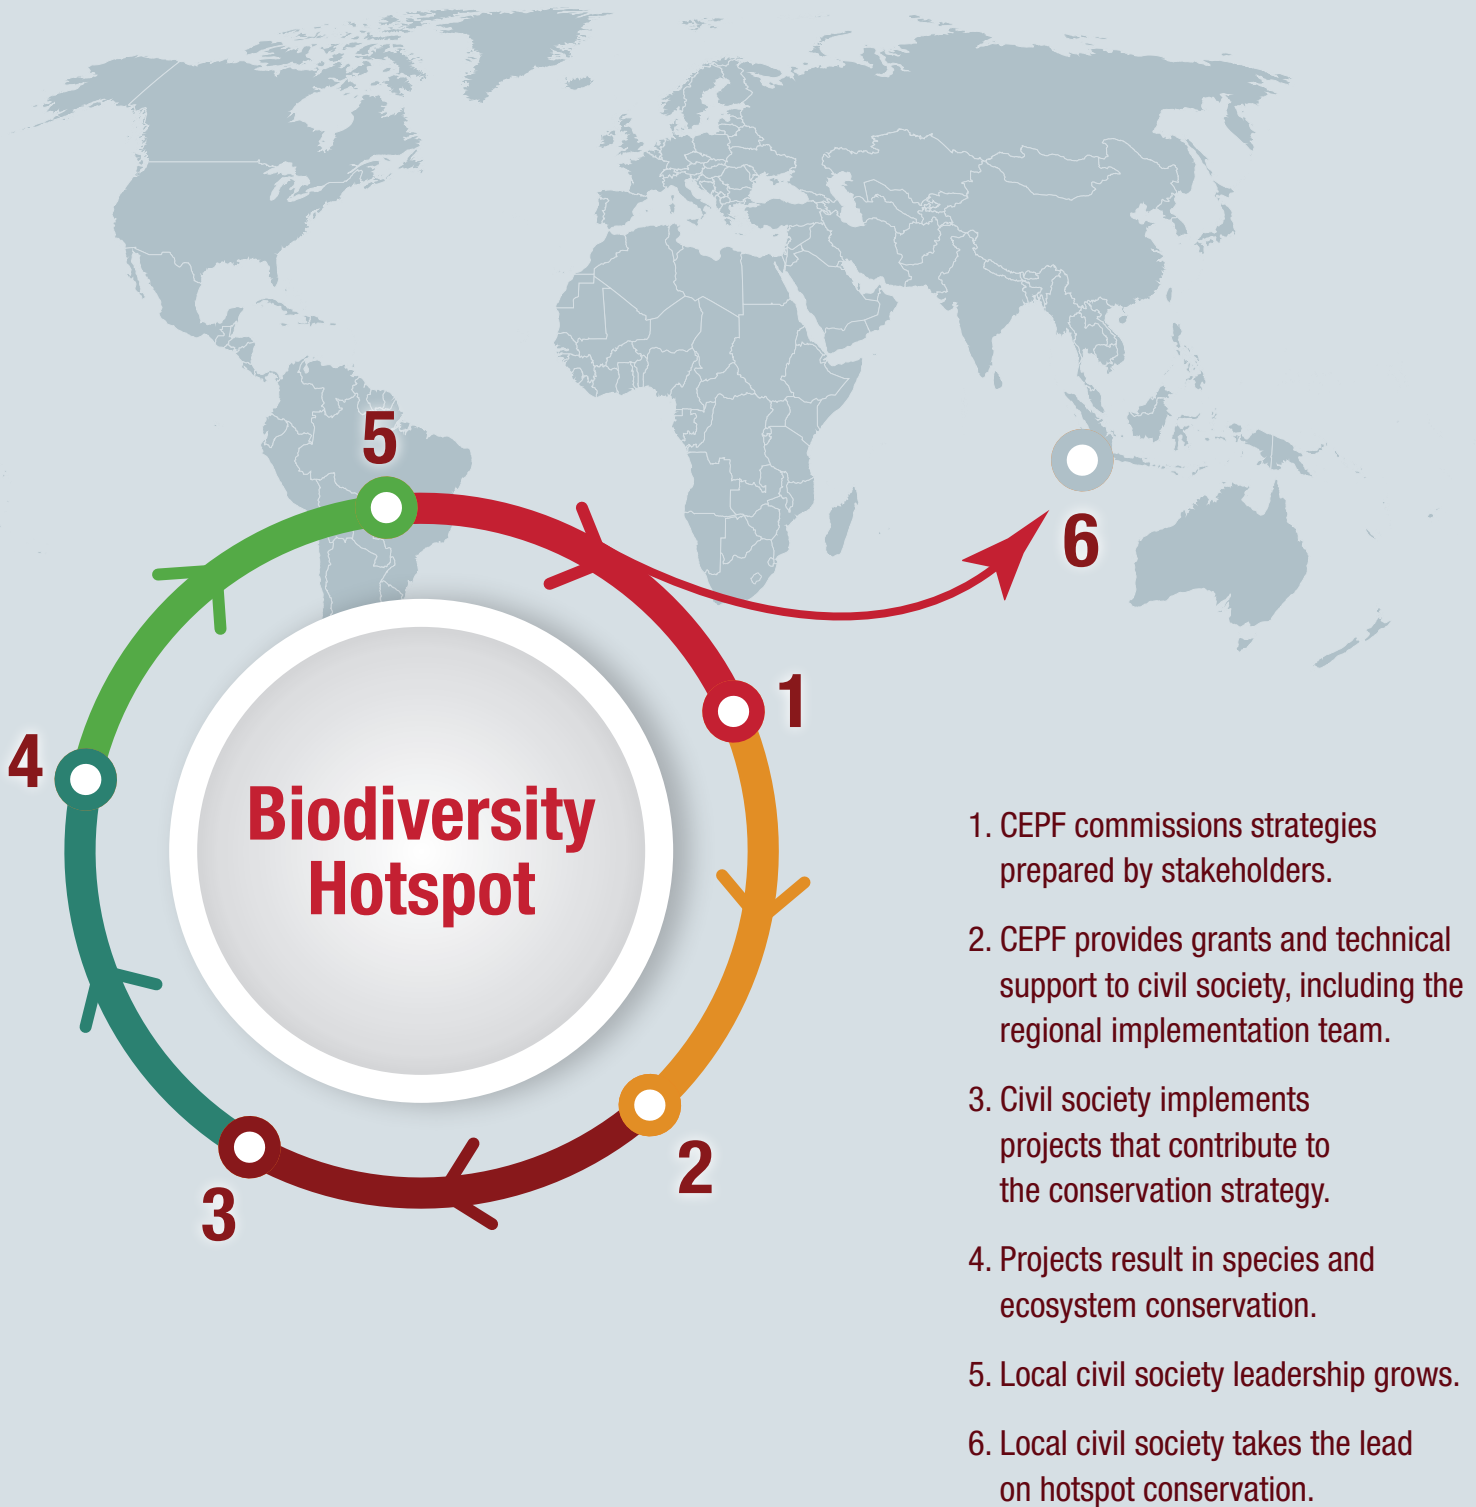 5
6
1
4
Biodiversity
Hotspot
2
3
1. CEPF commissions strategies
prepared by stakeholders.
2. CEPF provides grants and technical
support to civil society, including the
regional implementation team.
3. Civil society implements
projects that contribute to
the conservation strategy.
4. Projects result in species and
ecosystem conservation.
5. Local civil society leadership grows.
6. Local civil society takes the lead
on hotspot conservation.